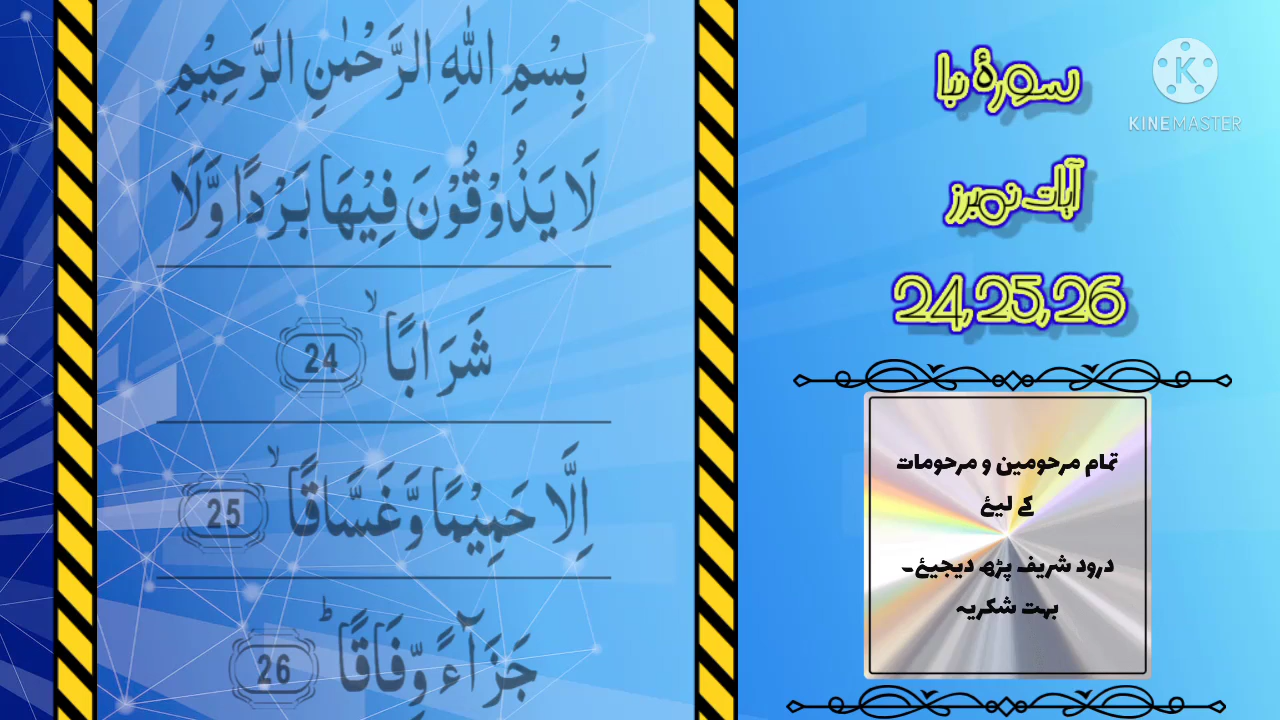 بِسْمِ اللّٰهِ الرَّحْمٰنِ الرَّحِيْمِ
لَا يَذُوْقُوْنَ فِيْهَا بَرْدًا وَّلَا
شَرَابًا ۙ 24
اِلَّا حَمِيْمًا وَّغَسَّاقًا ۙ 25
جَزَآءً وِّفَاقًا ؕ 26
سورۂ نبا
آیات نمبرز
24,25,26
تمام مرحومین و مرحومات
کے لیئے
درود شریف پڑھ دیجیئے۔
بہت شکریہ
K
KINEMASTER